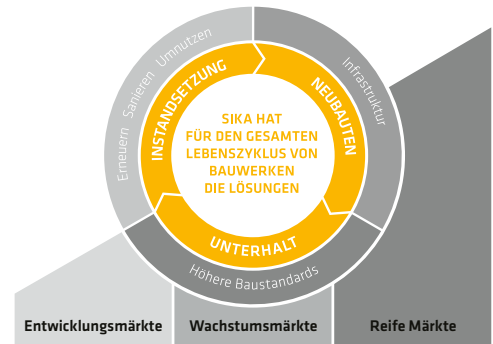 Erneuern Sanieren Umnutzen
Infrastruktur
Höhere Baustandards
INSTANDSETZUNG
NEUBAUTEN
UNTERHALT
SIKA HAT
FÜR DEN GESAMTEN
LEBENSZYKLUS VON
BAUWERKEN
DIE LÖSUNGEN
Entwicklungsmärkte
Wachstumsmärkte
Reife Märkte